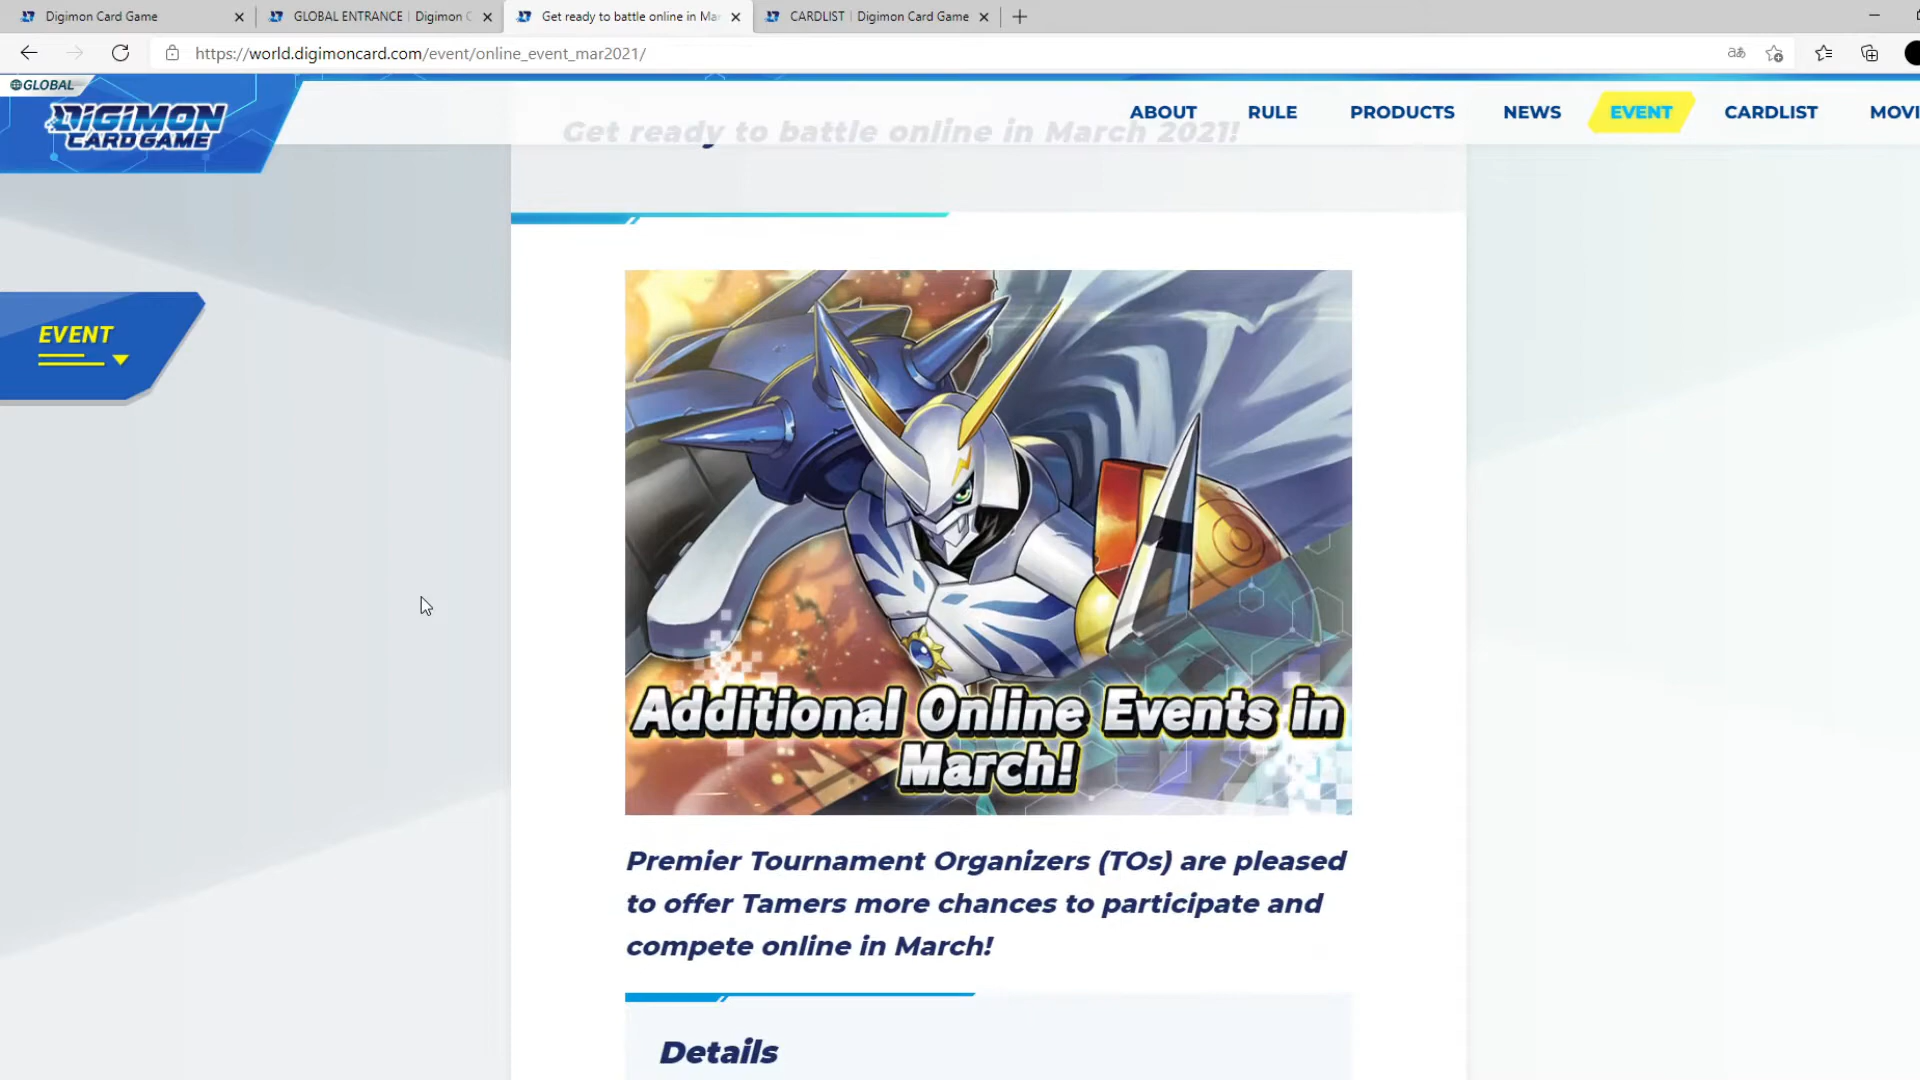 Digimon Card Game
GLOBAL ENTRANCE | Digimon C
Get ready to battle online in Mar
CARDLIST | Digimon Card Game
https://world.digimoncard.com/event/online_event_mar2021/
GLOBAL
DIGIMON
CARD GAME
ABOUT
RULE
PRODUCTS
NEWS
EVENT
CARDLIST
MOVI
Get ready to battle online in March 2021!
EVENT
Additional Online Events in
March!
Premier Tournament Organizers (TOs) are pleased
to offer Tamers more chances to participate and
compete online in March!
Details